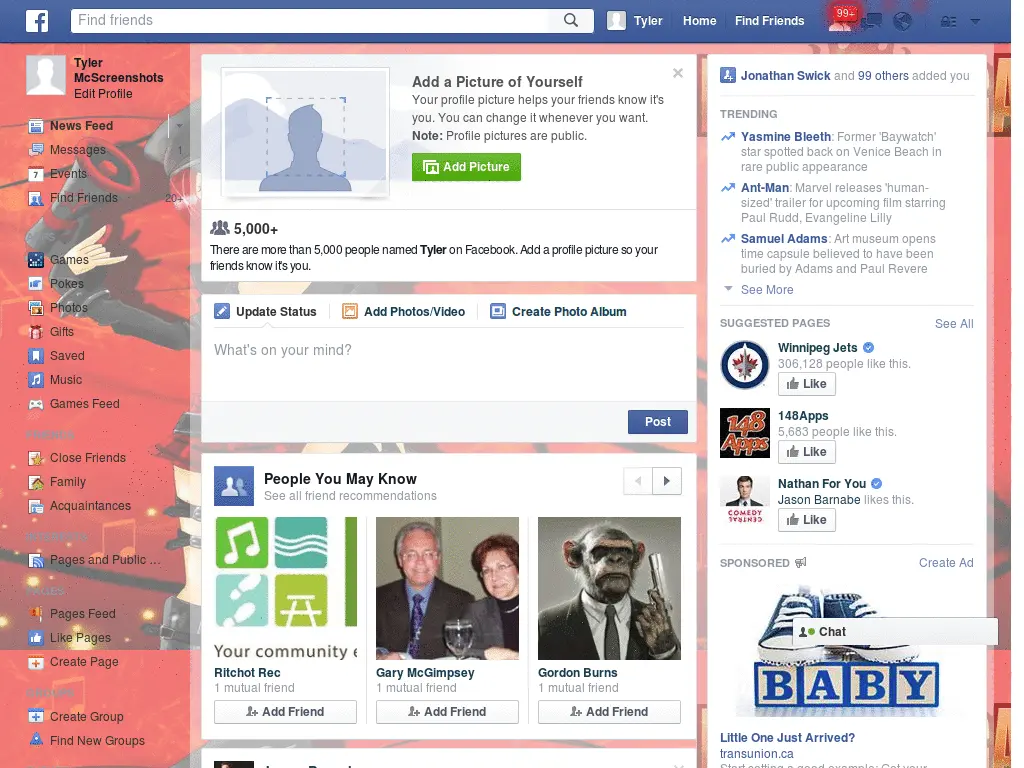 Find friends
Tyler
Home
Find Friends
99+
Tyler
McScreenshots
Edit Profile
News Feed
Messages
1
Events
7
Find Friends
20+
Games
Pokes
Photos
Gifts
Saved
Music
Games Feed
FRIENDS
Close Friends
Family
Acquaintances
Pages and Public ...
PAGES
Pages Feed
Like Pages
Create Page
Create Group
Find New Groups
Add a Picture of Yourself
Your profile picture helps your friends know it's
you. You can change it whenever you want.
Note: Profile pictures are public.
Add Picture
5,000+
There are more than 5,000 people named Tyler on Facebook. Add a profile picture so your
friends know it's you.
Update Status
Add Photos/Video
Create Photo Album
What's on your mind?
Post
People You May Know
See all friend recommendations
Your community e
Ritchot Rec
1 mutual friend
Add Friend
Gary McGimpsey
1 mutual friend
Add Friend
Gordon Burns
1 mutual friend
Add Friend
Jonathan Swick and 99 others added you
TRENDING
Yasmine Bleeth: Former 'Baywatch'
star spotted back on Venice Beach in
rare public appearance
Ant-Man: Marvel releases 'human-
sized' trailer for upcoming film starring
Paul Rudd, Evangeline Lilly
Samuel Adams: Art museum opens
time capsule believed to have been
buried by Adams and Paul Revere
See More
SUGGESTED PAGES
See All
Winnipeg Jets
306,128 people like this.
Like
148 Apps
148Apps
5,683 people like this.
Like
COMEDY
CENTRAL
Nathan For You
Jason Barnabe likes this.
Like
SPONSORED
Create Ad
Chat
BABY
Little One Just Arrived?
transunion.ca